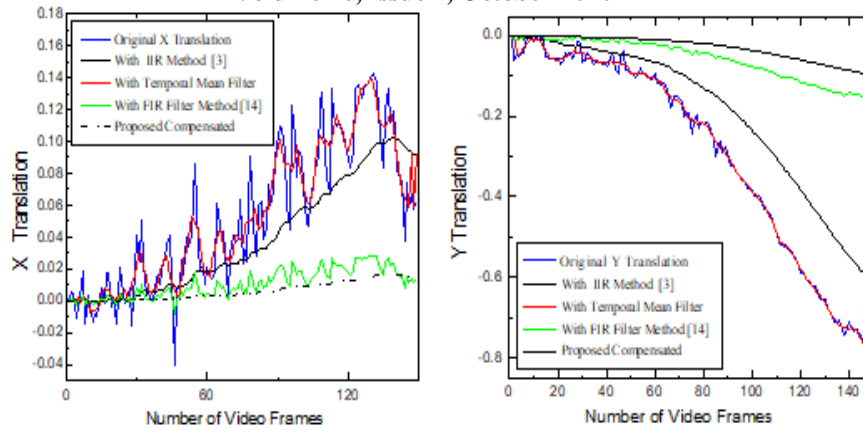 0.18
0.16
0.14
0.12
0.10
0.08
0.06
0.04
0.02
0.00
-0.02
-0.04
X Translation
Original X Translation
With IIR Method [3]
With Temporal Mean Filter
With FIR Filter Method[14]
Proposed Compensated
0
60
120
Number of Video Frames
0.0
-0.2
-0.4
-0.6
-0.8
Y Translation
Original Y Translation
With IIR Method [3]
With Temporal Mean Filter
With FIR Filter Method[14]
Proposed Compensated
0
20
40
60
80
100
120
140
Number of Video Frames